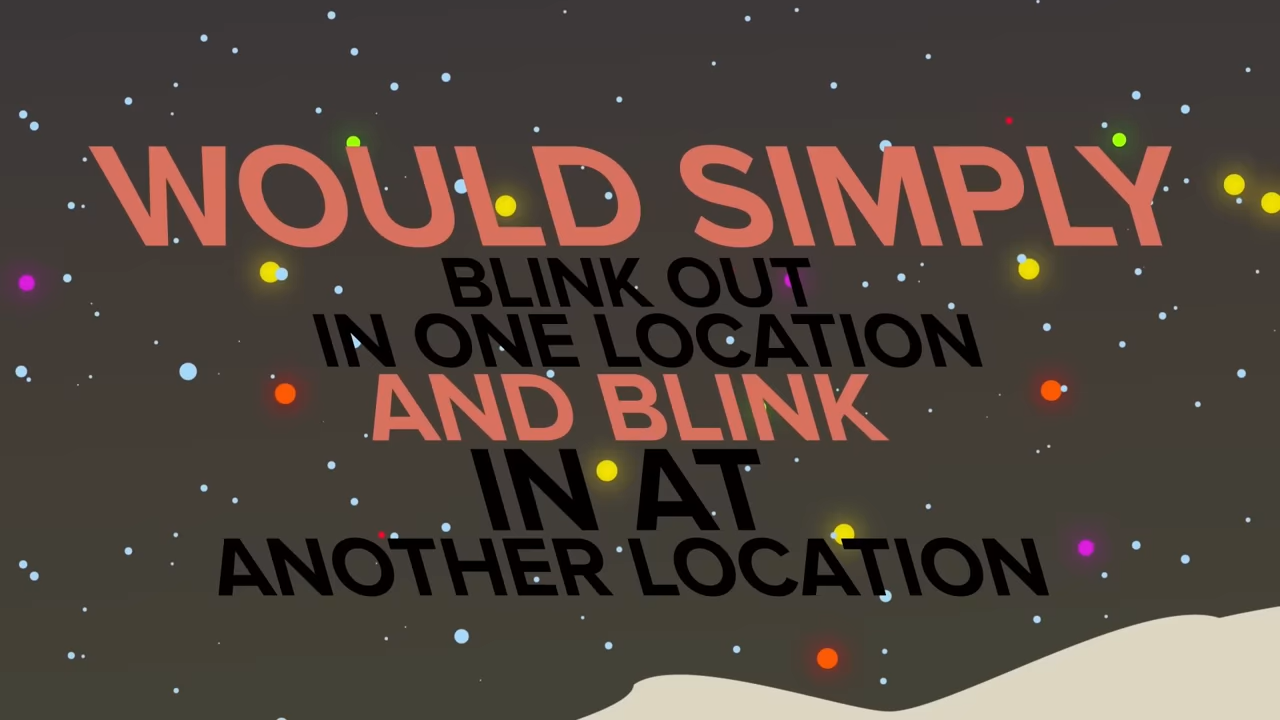 WOULD SIMPLY
BLINK OUT
IN ONE LOCATION
AND BLINK
IN AT
ANOTHER LOCATION